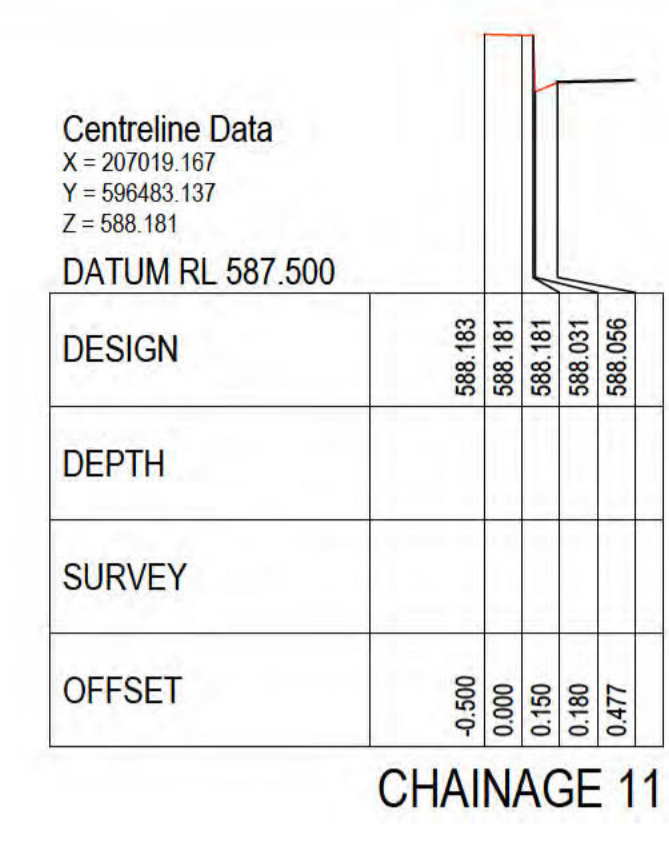 Centreline Data
X = 207019.167
Y = 596483.137
Z = 588.181
DATUM RL 587.500
DESIGN 588.183 588.181 588.181 588.031 588.056
DEPTH
SURVEY
OFFSET -0.500 0.000 0.150 0.180 0.477
CHAINAGE 11